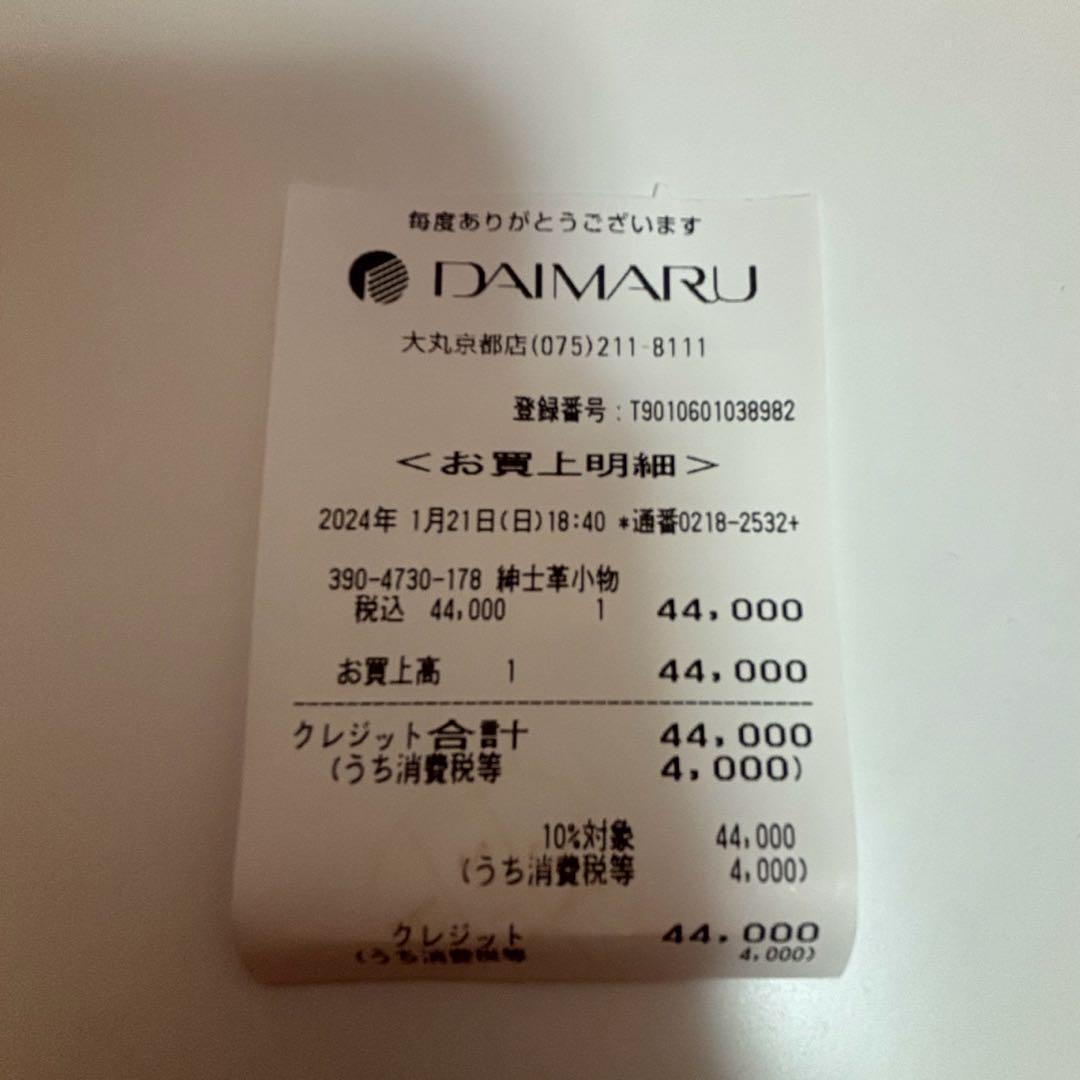 毎度ありがとうございます
DAIMARU
大丸京都店(075)211-8111
登録番号:T9010601038982
<お買上明細>
2024年 1月21日(日)18:40 *通番0218-2532+
390-4730-178 紳士革小物
税込 44,000 1 44,000
お買上高 1 44,000
クレジット合計 44,000
(うち消費税等 4,000)
10%対象 44,000
(うち消費税等 4,000)
クレジット 44,000
(うち消費税等 4,000)